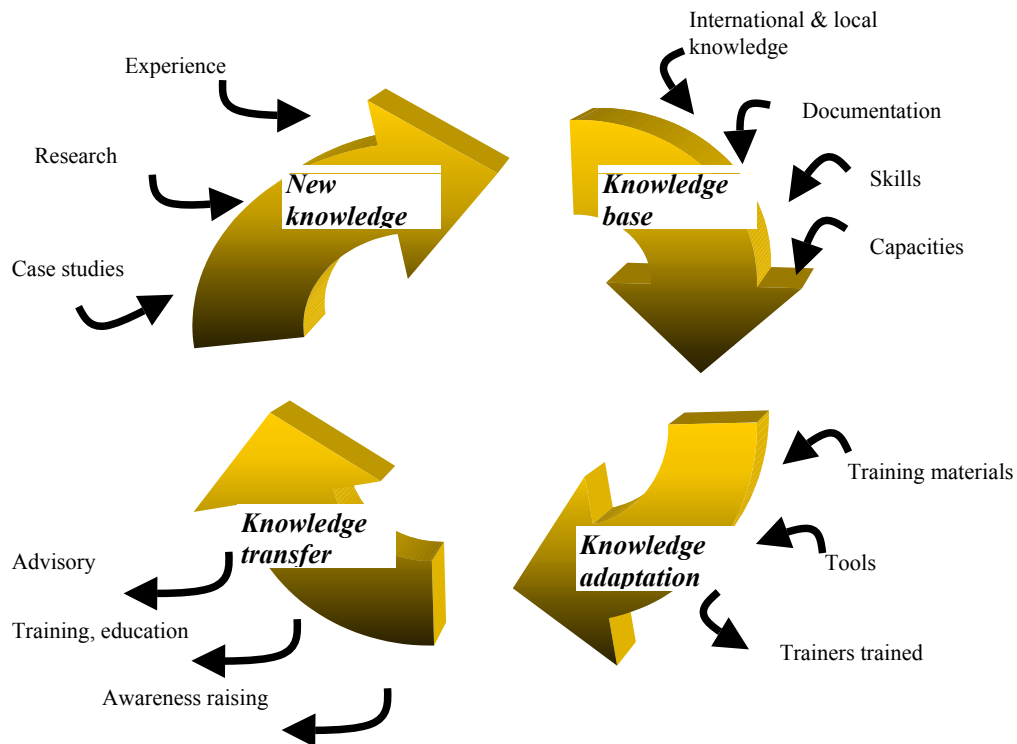 International & local
knowledge
Experience
Documentation
Research
New
knowledge
Knowledge
base
Skills
Capacities
Case studies
Training materials
Knowledge
transfer
Knowledge
adaptation
Advisory
Tools
Training, education
Trainers trained
Awareness raising